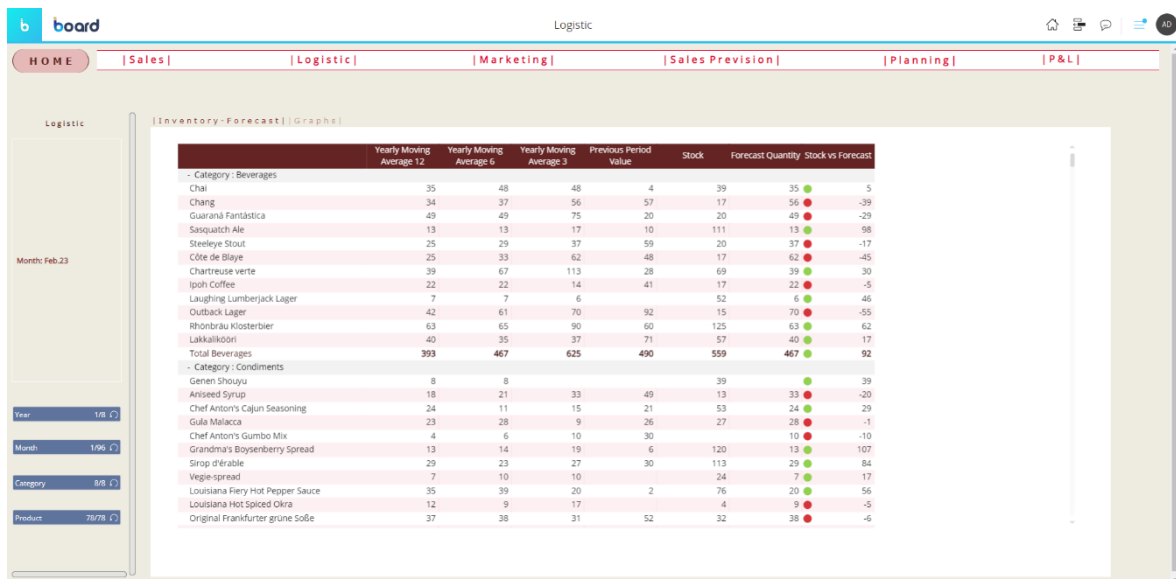 b board Logistic AD
HOME |Sales| |Logistic| |Marketing| |Sales Prevision| |Planning| |P&L|
Logistic
|Inventory-Forecast||Graphs|
Month: Feb.23
Year 1/8
Month 1/96
Category 8/8
Product 78/78
Yearly Moving Average 12 Yearly Moving Average 6 Yearly Moving Average 3 Previous Period Value Stock Forecast Quantity Stock vs Forecast
- Category : Beverages
Chai 35 48 48 4 39 35 5
Chang 34 37 56 57 17 56 -39
Guaraná Fantástica 49 49 75 20 20 49 -29
Sasquatch Ale 13 13 17 10 111 13 98
Steeleye Stout 25 29 37 59 20 37 -17
Côte de Blaye 25 33 62 48 17 62 -45
Chartreuse verte 39 67 113 28 69 39 30
Ipoh Coffee 22 22 14 41 17 22 -5
Laughing Lumberjack Lager 7 7 6 52 6 46
Outback Lager 42 61 70 92 15 70 -55
Rhönbräu Klosterbier 63 65 90 60 125 63 62
Lakkalikööri 40 35 37 71 57 40 17
Total Beverages 393 467 625 490 559 467 92
- Category : Condiments
Genen Shouyu 8 8 39 39
Aniseed Syrup 18 21 33 49 13 33 -20
Chef Anton's Cajun Seasoning 24 11 15 21 53 24 29
Gula Malacca 23 28 9 26 27 28 -1
Chef Anton's Gumbo Mix 4 6 10 30 10 -10
Grandma's Boysenberry Spread 13 14 19 6 120 13 107
Sirop d'érable 29 23 27 30 113 29 84
Vegie-spread 7 10 10 24 7 17
Louisiana Fiery Hot Pepper Sauce 35 39 20 2 76 20 56
Louisiana Hot Spiced Okra 12 9 17 4 9 -5
Original Frankfurter grüne Soße 37 38 31 52 32 38 -6